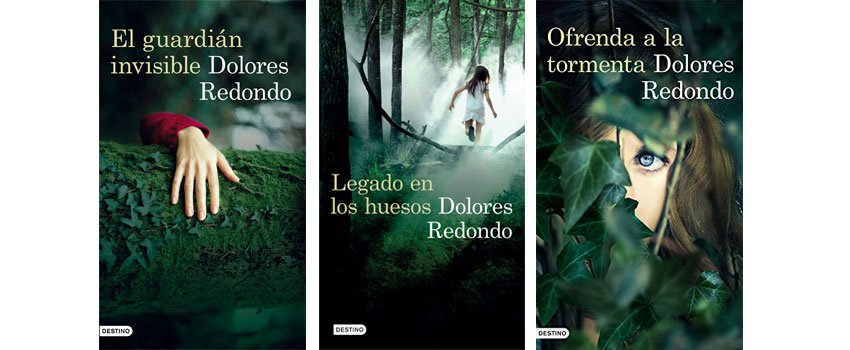 El guardián
invisible Dolores
Redondo
DESTINO
Legado en
los huesos Dolores
Redondo
DESTINO
Ofrenda a la
tormenta Dolores
Redondo
DESTINO